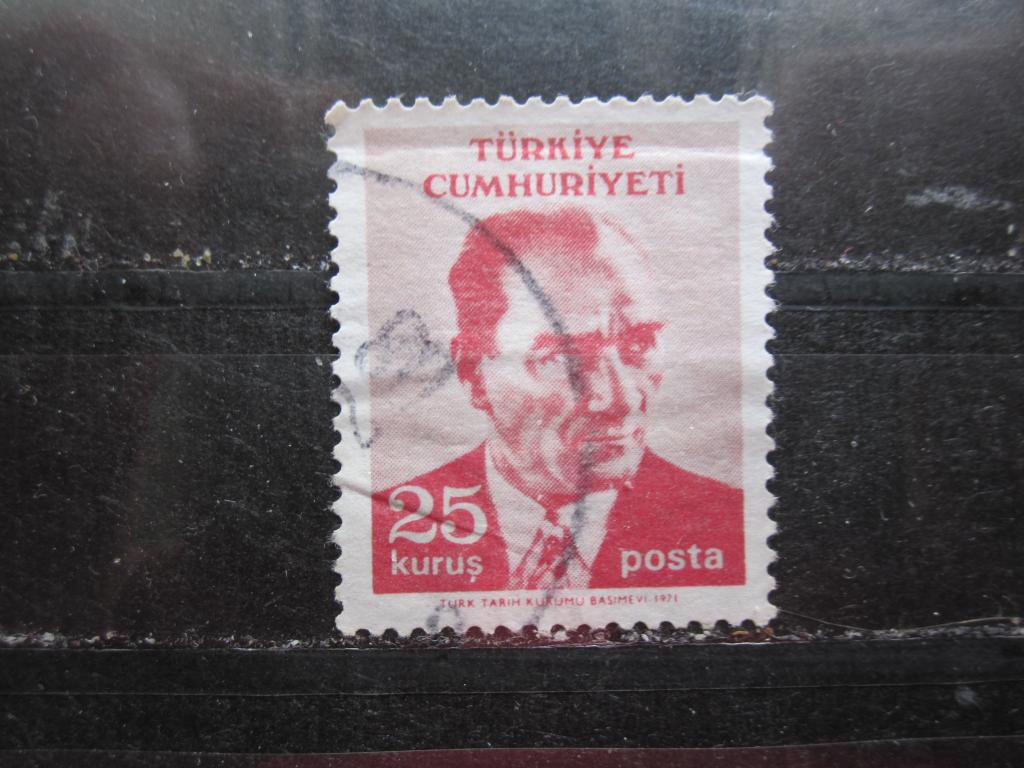 TÜRKİYE
CUMHURİYETİ
25
kuruş
posta
TÜRK TARİH KURUMU BASIMEVİ-1971